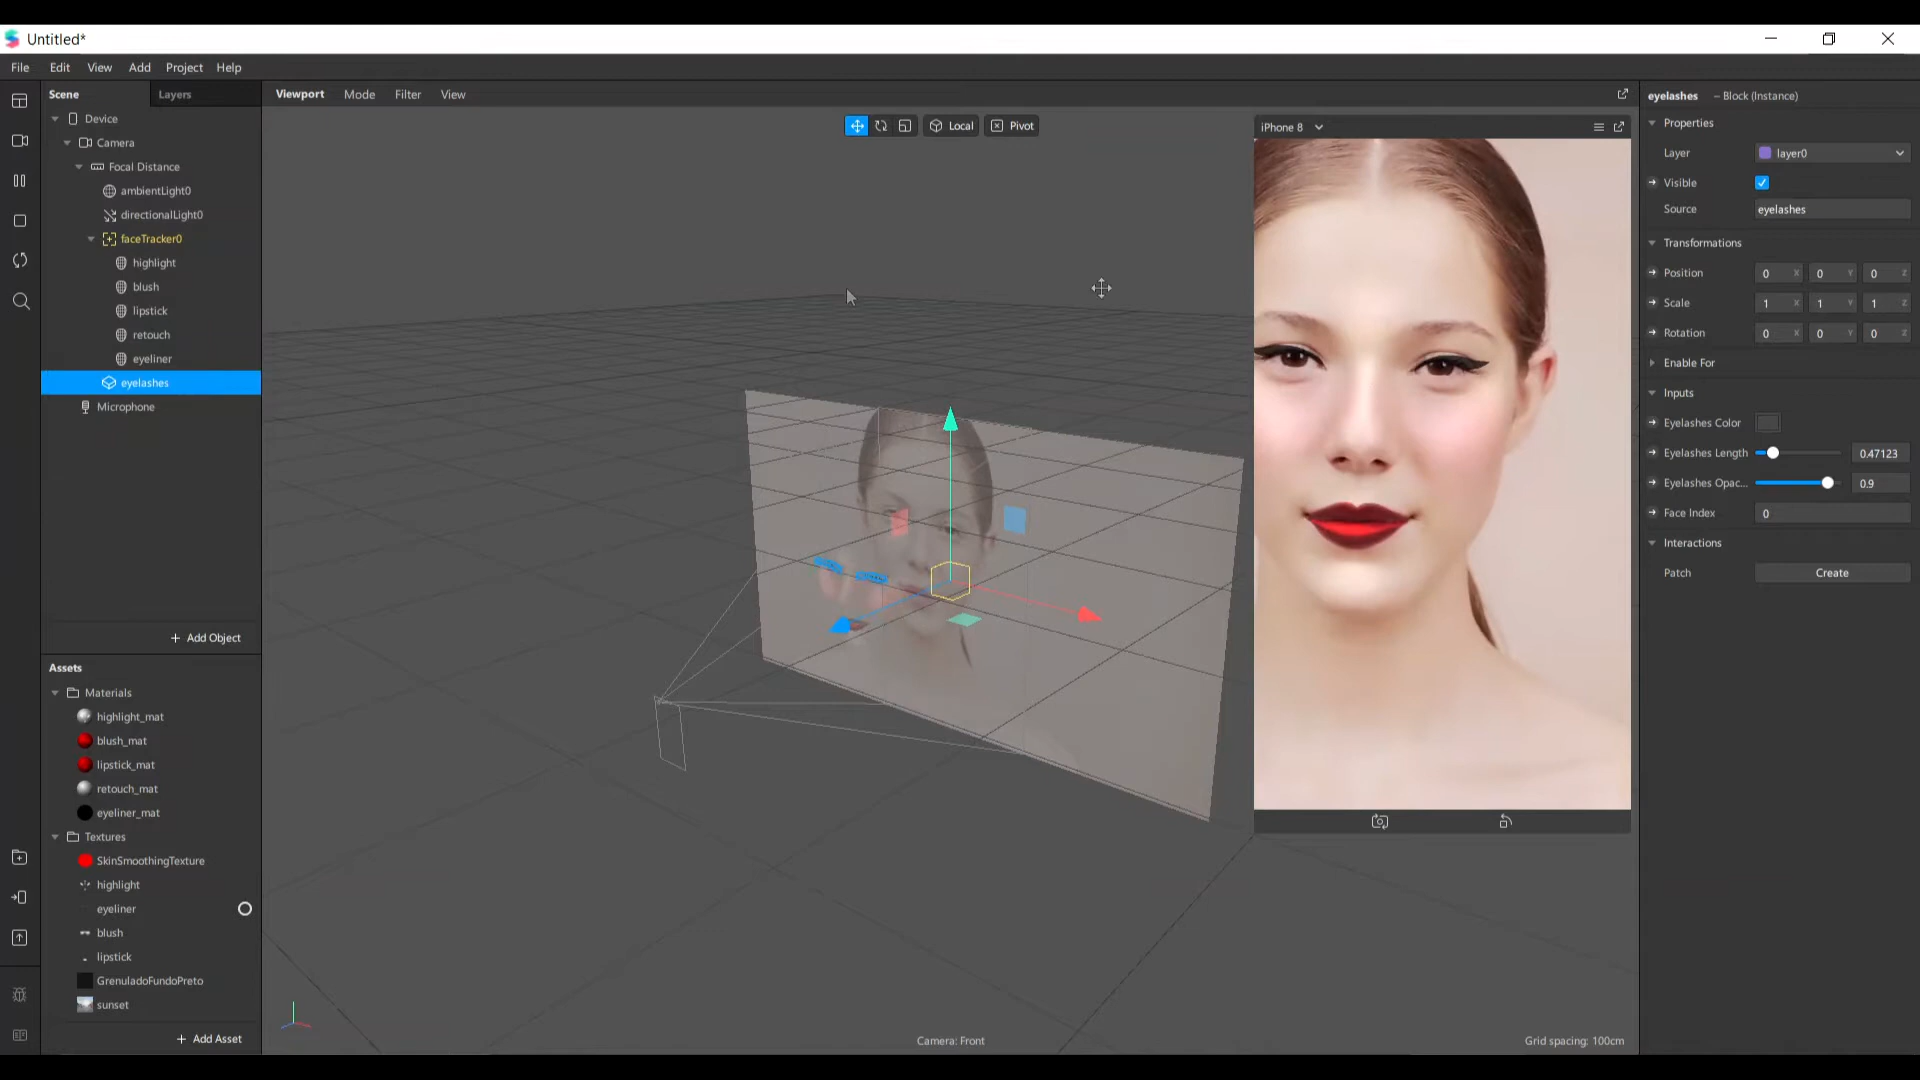 Untitled*
File Edit View Add Project Help
Scene Layers
Device
Camera
Focal Distance
ambientLight0
directionalLight0
faceTracker0
highlight
blush
lipstick
retouch
eyeliner
eyelashes
Microphone
+ Add Object
Assets
Materials
highlight_mat
blush_mat
lipstick_mat
retouch_mat
eyeliner_mat
Textures
SkinSmoothingTexture
highlight
eyeliner
blush
lipstick
GrenuladoFundoPreto
sunset
+ Add Asset
Viewport Mode Filter View
Local Pivot
iPhone 8
Camera: Front
Grid spacing: 100cm
eyelashes – Block (Instance)
Properties
Layer layer0
Visible
Source eyelashes
Transformations
Position 0 X 0 Y 0 Z
Scale 1 X 1 Y 1 Z
Rotation 0 X 0 Y 0 Z
Enable For
Inputs
Eyelashes Color
Eyelashes Length 0.47123
Eyelashes Opac... 0.9
Face Index 0
Interactions
Patch Create